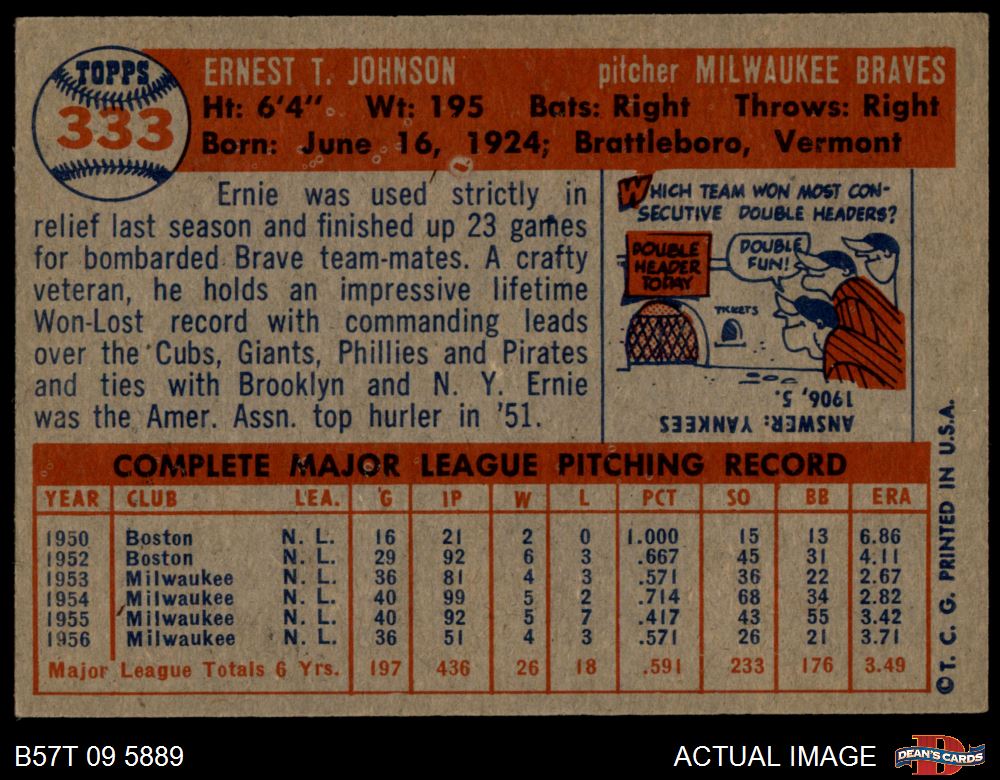 TOPPS
333
ERNEST T. JOHNSON pitcher MILWAUKEE BRAVES
Ht: 6'4" Wt: 195 Bats: Right Throws: Right
Born: June 16, 1924; Brattleboro, Vermont
Ernie was used strictly in
relief last season and finished up 23 games
for bombarded Brave team-mates. A crafty
veteran, he holds an impressive lifetime
Won-Lost record with commanding leads
over the Cubs, Giants, Phillies and Pirates
and ties with Brooklyn and N. Y. Ernie
was the Amer. Assn. top hurler in '51.
WHICH TEAM WON MOST CON-
SECUTIVE DOUBLE HEADERS?
DOUBLE
HEADER
TODAY
DOUBLE
FUN!
TICKETS
ANSWER: YANKEES
1906, 5.
COMPLETE MAJOR LEAGUE PITCHING RECORD
YEAR CLUB LEA. G IP W L PCT SO BB ERA
1950 Boston N. L. 16 21 2 0 1.000 15 13 6.86
1952 Boston N. L. 29 92 6 3 .667 45 31 4.11
1953 Milwaukee N. L. 36 81 4 3 .571 36 22 2.67
1954 Milwaukee N. L. 40 99 5 2 .714 68 34 2.82
1955 Milwaukee N. L. 40 92 5 7 .417 43 55 3.42
1956 Milwaukee N. L. 36 51 4 3 .571 26 21 3.71
Major League Totals 6 Yrs. 197 436 26 18 .591 233 176 3.49
©T. C. G. PRINTED IN U.S.A.
B57T 09 5889 ACTUAL IMAGE
DEAN'S CARDS